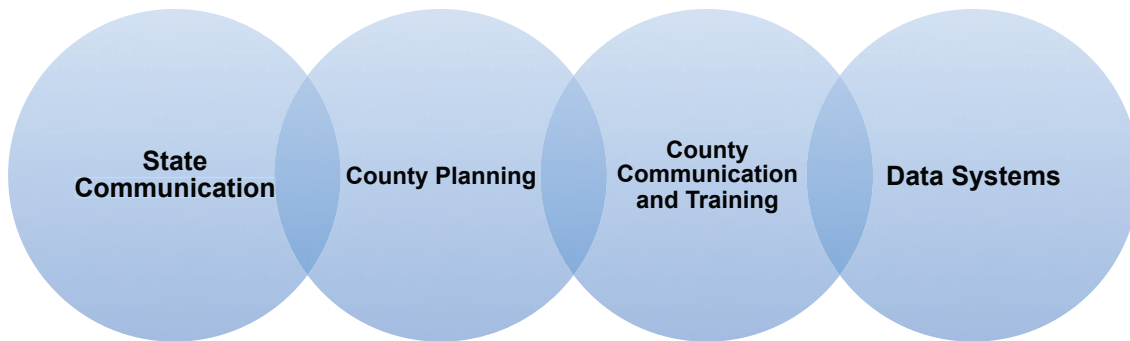 State
Communication
County Planning
County
Communication
and Training
Data Systems